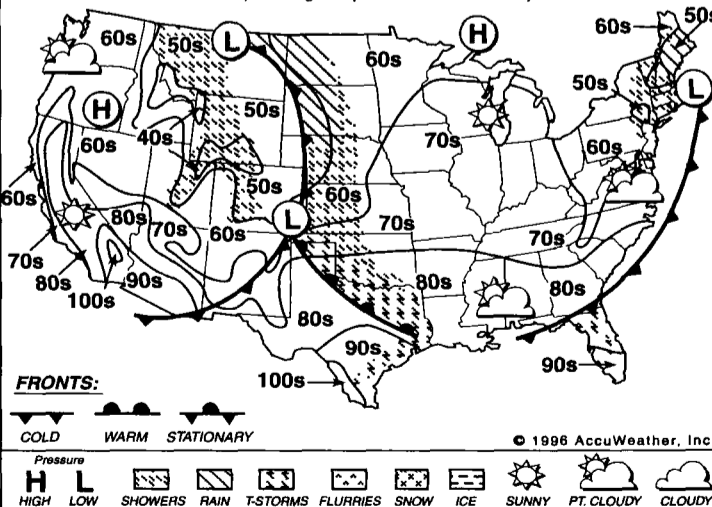 60s
50s
L
H
60s
60s
50s
60s
50s
L
H
50s
50s
40s
60s
70s
60s
50s
60s
60s
80s
70s
60s
L
70s
70s
70s
80s
100s
90s
80s
80s
80s
90s
90s
100s
FRONTS:
COLD WARM STATIONARY
© 1996 AccuWeather, Inc
Pressure
H L
HIGH LOW SHOWERS RAIN T-STORMS FLURRIES SNOW ICE SUNNY PT. CLOUDY CLOUDY